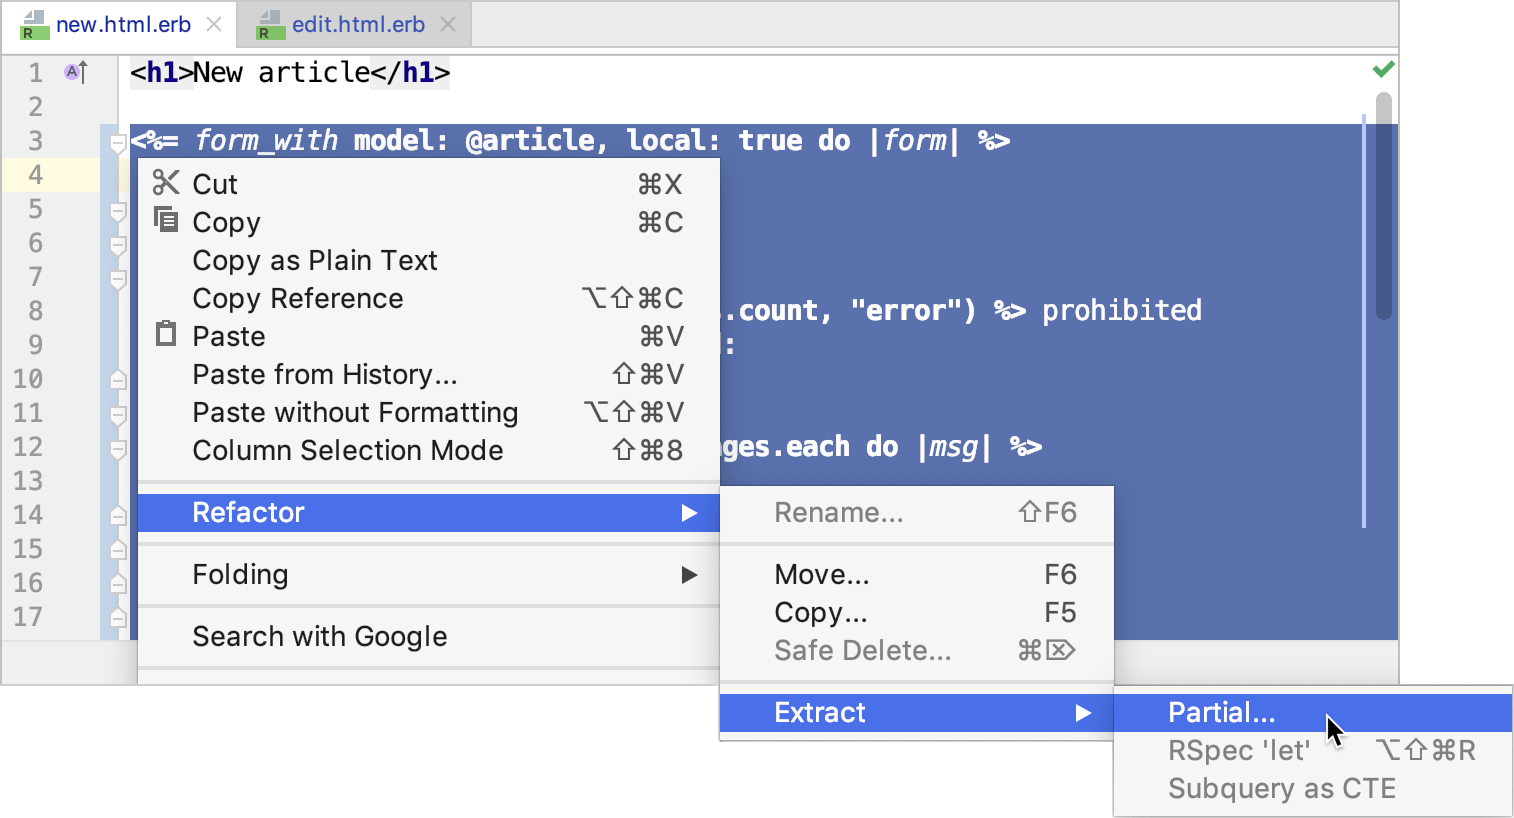 new.html.erb
edit.html.erb
1 <h1>New article</h1>
2
3 <%= form_with model: @article, local: true do |form| %>
4
5
6
7
8 .count, "error") %> prohibited
9 :
10
11
12 ges.each do |msg| %>
13
14
15
16
17
Cut ⌘X
Copy ⌘C
Copy as Plain Text
Copy Reference ⌥⇧⌘C
Paste ⌘V
Paste from History... ⇧⌘V
Paste without Formatting ⌥⇧⌘V
Column Selection Mode ⇧⌘8
Refactor
Folding
Search with Google
Rename... ⇧F6
Move... F6
Copy... F5
Safe Delete... ⌘⌦
Extract
Partial...
RSpec 'let' ⌥⇧⌘R
Subquery as CTE